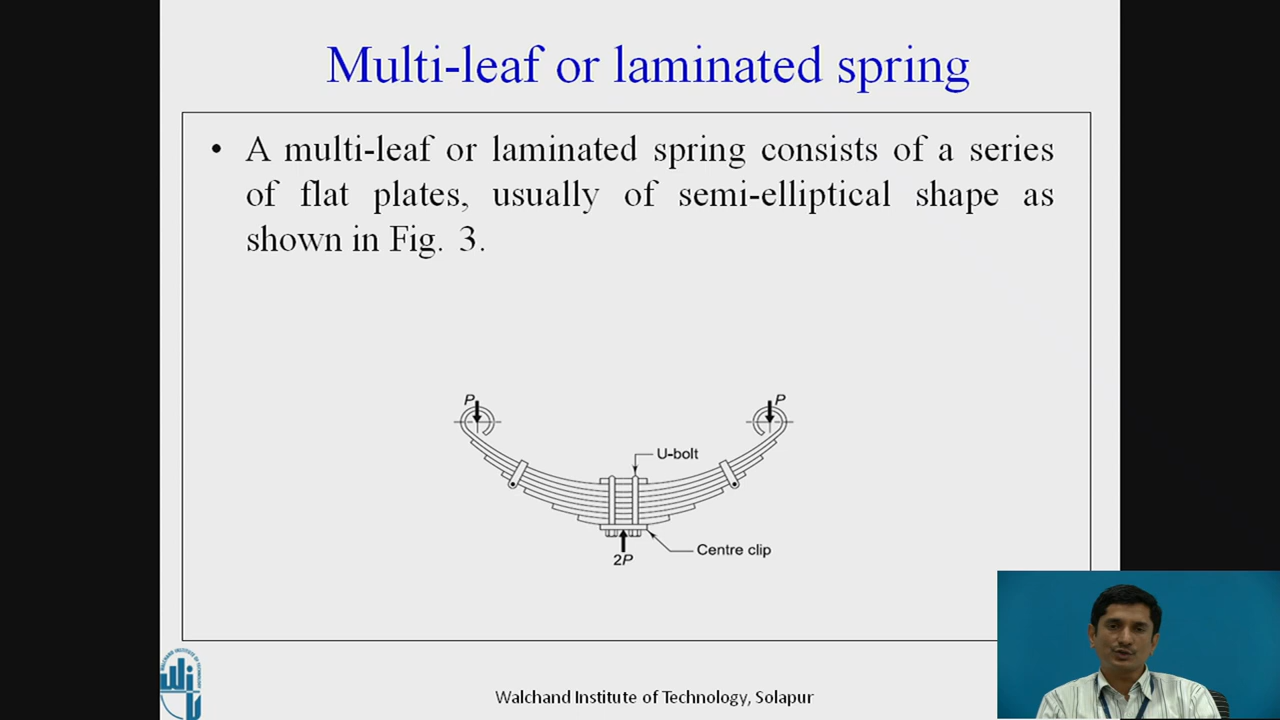 Multi-leaf or laminated spring
• A multi-leaf or laminated spring consists of a series
of flat plates, usually of semi-elliptical shape as
shown in Fig. 3.
P
P
U-bolt
Centre clip
2P
Walchand Institute of Technology, Solapur